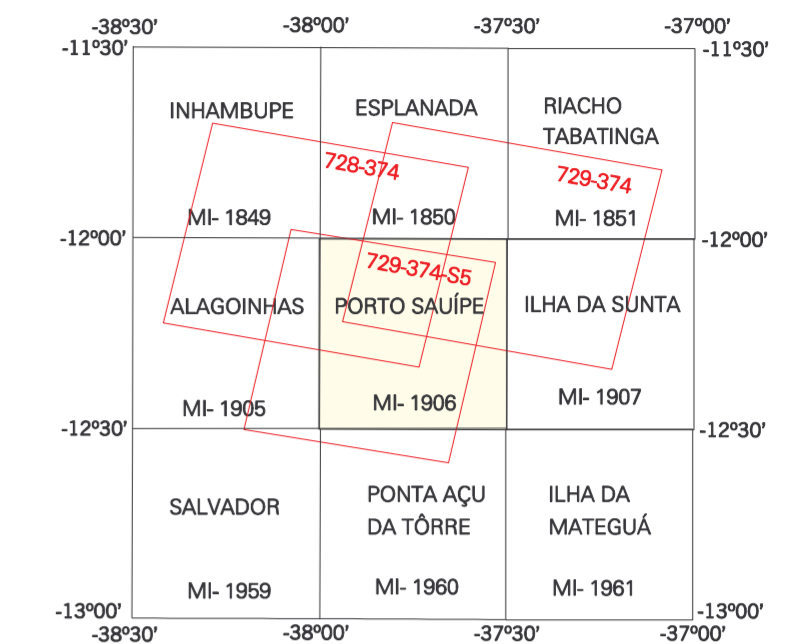 -38º30’ -38º00’ -37º30’ -37º00’
-11º30’ -11º30’
INHAMBUPE ESPLANADA RIACHO
TABATINGA
728-374 729-374
MI- 1849 MI- 1850 MI- 1851
-12º00’ -12º00’
729-374-S5
ALAGOINHAS PORTO SAUÍPE ILHA DA SUNTA
MI- 1905 MI- 1906 MI- 1907
-12º30’ -12º30’
SALVADOR PONTA AÇU ILHA DA
DA TÔRRE MATEGUÁ
MI- 1959 MI- 1960 MI- 1961
-13º00’ -13º00’
-38º30’ -38º00’ -37º30’ -37º00’